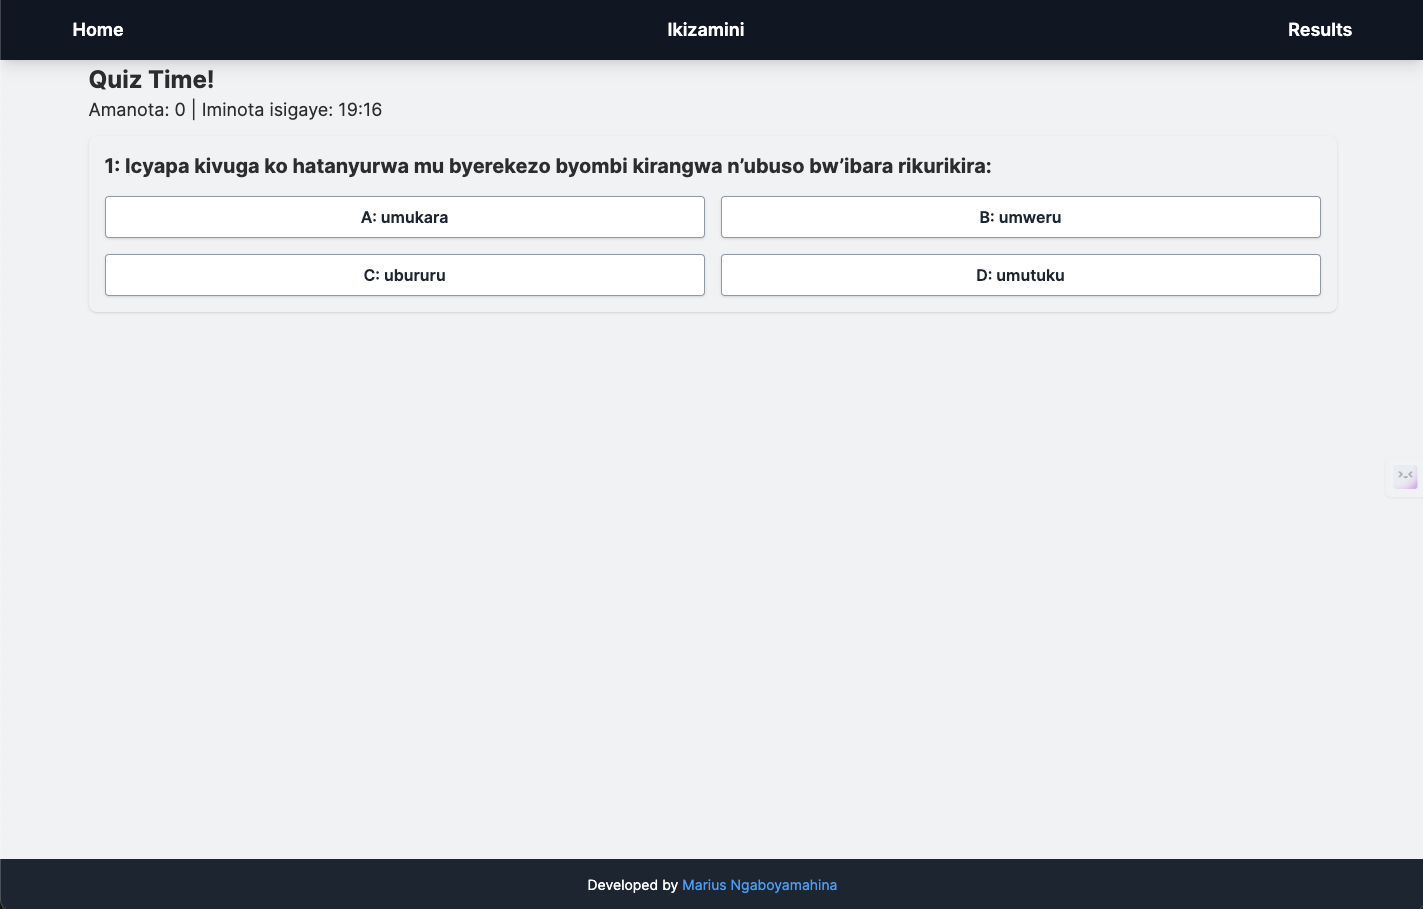 Home Ikizamini Results
Quiz Time!
Amanota: 0 | Iminota isigaye: 19:16
1: Icyapa kivuga ko hatanyurwa mu byerekezo byombi kirangwa n’ubuso bw’ibara rikurikira:
A: umukara
B: umweru
C: ubururu
D: umutuku
Developed by Marius Ngaboyamahina